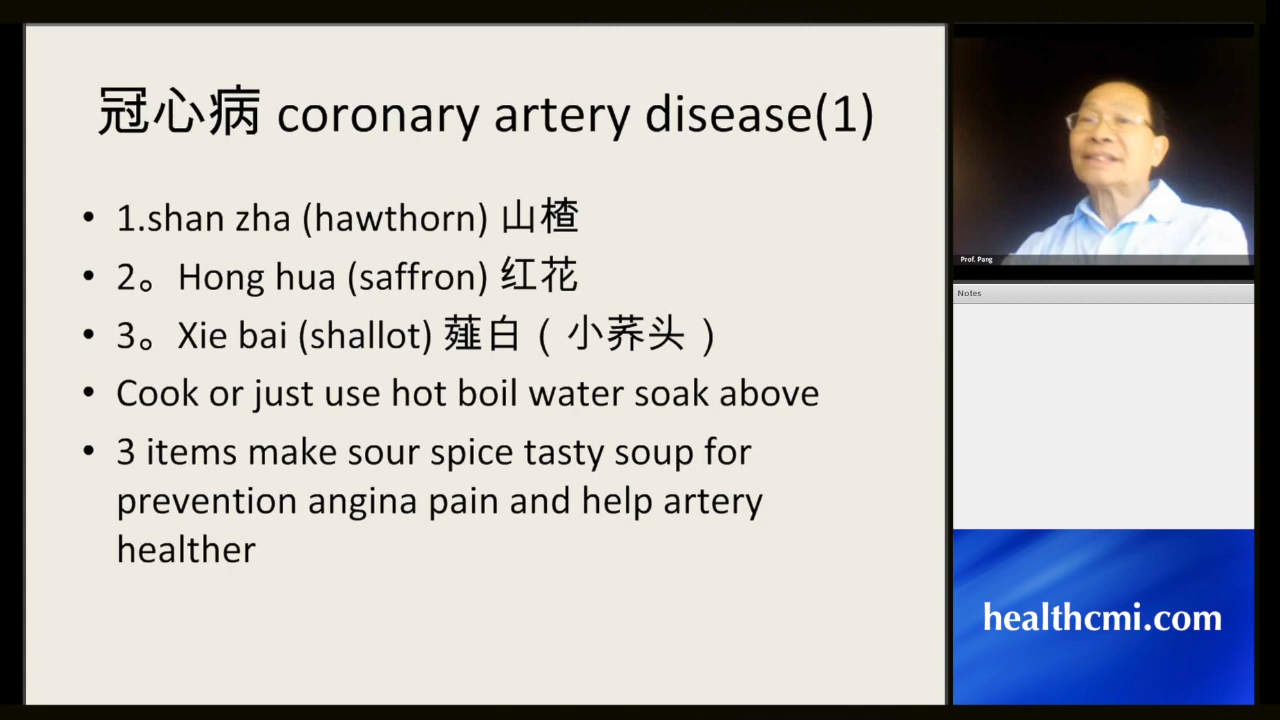 冠心病 coronary artery disease(1)
• 1.shan zha (hawthorn) 山楂
• 2。Hong hua (saffron) 红花
• 3。Xie bai (shallot) 薤白（小荞头）
• Cook or just use hot boil water soak above
• 3 items make sour spice tasty soup for
prevention angina pain and help artery
healther
Prof. Pang
Notes
healthcmi.com